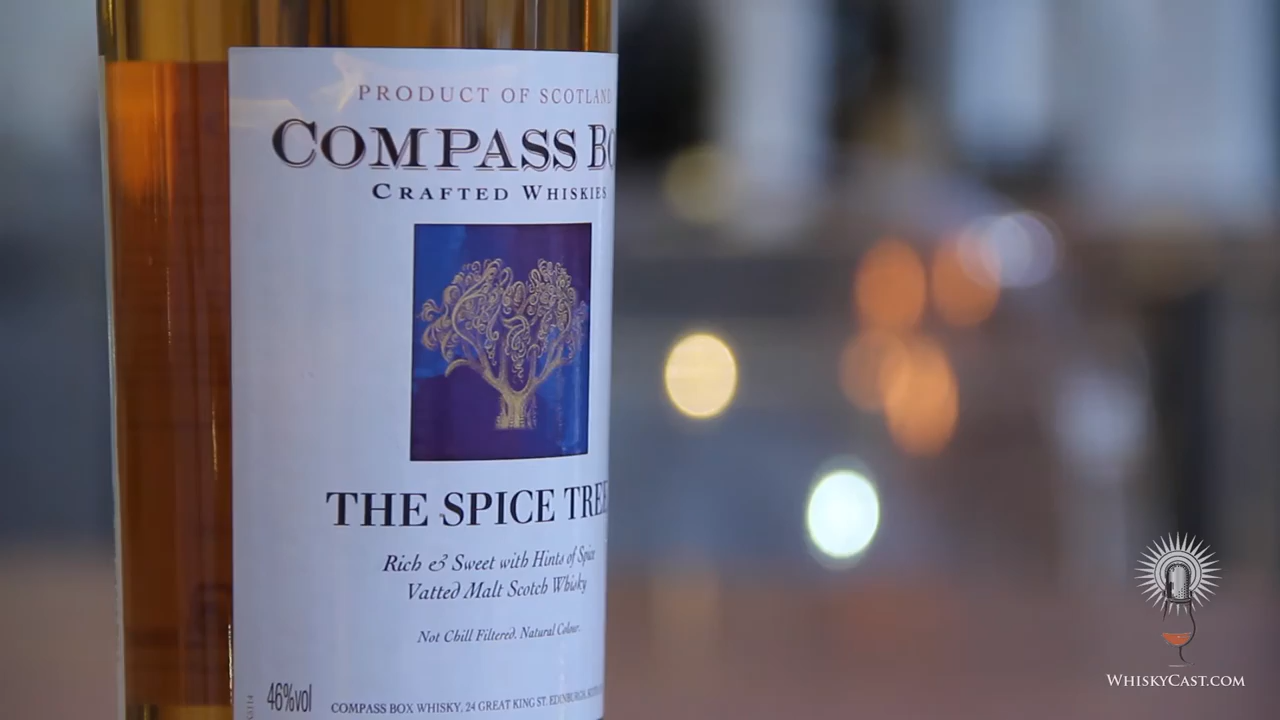 PRODUCT OF SCOTLAND
COMPASS BO
CRAFTED WHISKIES
THE SPICE TREE
Rich & Sweet with Hints of Spice
Vatted Malt Scotch Whisky
Not Chill Filtered. Natural Colour.
46%vol
COMPASS BOX WHISKY, 24 GREAT KING ST. EDINBURGH,
WHISKYCAST.COM